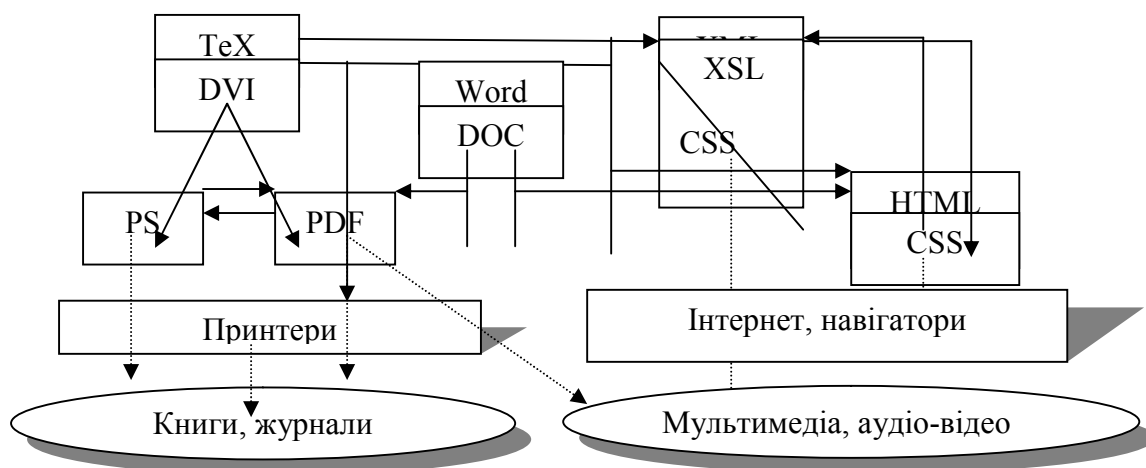 TeX
DVI
Word
DOC
XSL
CSS
PS
PDF
HTML
CSS
Принтери
Інтернет, навігатори
Книги, журнали
Мультимедіа, аудіо-відео